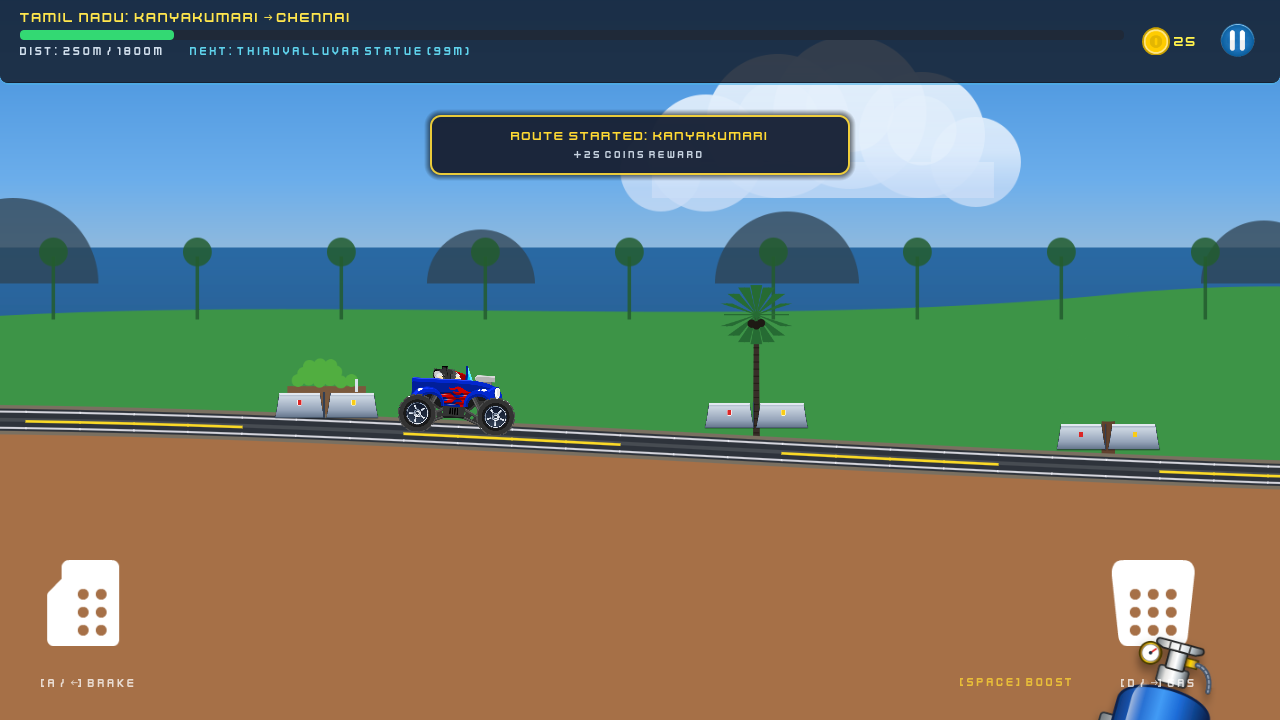 TAMIL NADU: KANYAKUMARI → CHENNAI
DIST: 250M / 1800M
NEXT: THIRUVALLUVAR STATUE (99M)
25
ROUTE STARTED: KANYAKUMARI
+25 COINS REWARD
[A / ←] BRAKE
[SPACE] BOOST
[D / →] GAS